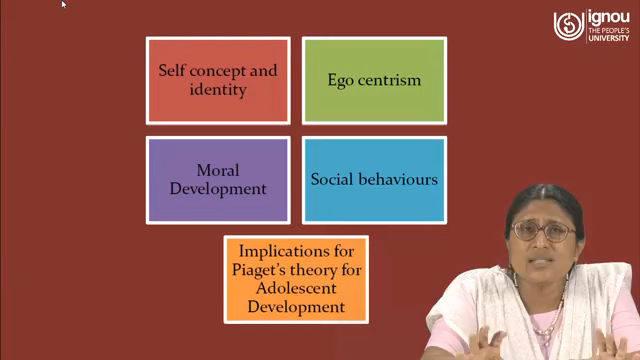 ignou
THE PEOPLE'S
UNIVERSITY
Self concept and
identity
Ego centrism
Moral
Development
Social behaviours
Implications for
Piaget's theory for
Adolescent
Development